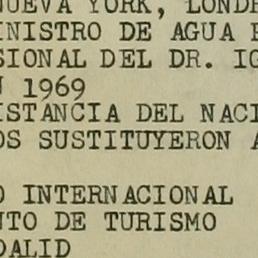 NUEVA YORK, LONDR
INISTRO DE AGUA
SIONAL DEL DR. IG
1969
ISTANCIA DEL NACI
OS SUSTITUYERON A
O INTERNACIONAL
NTO DE TURISMO
DALID